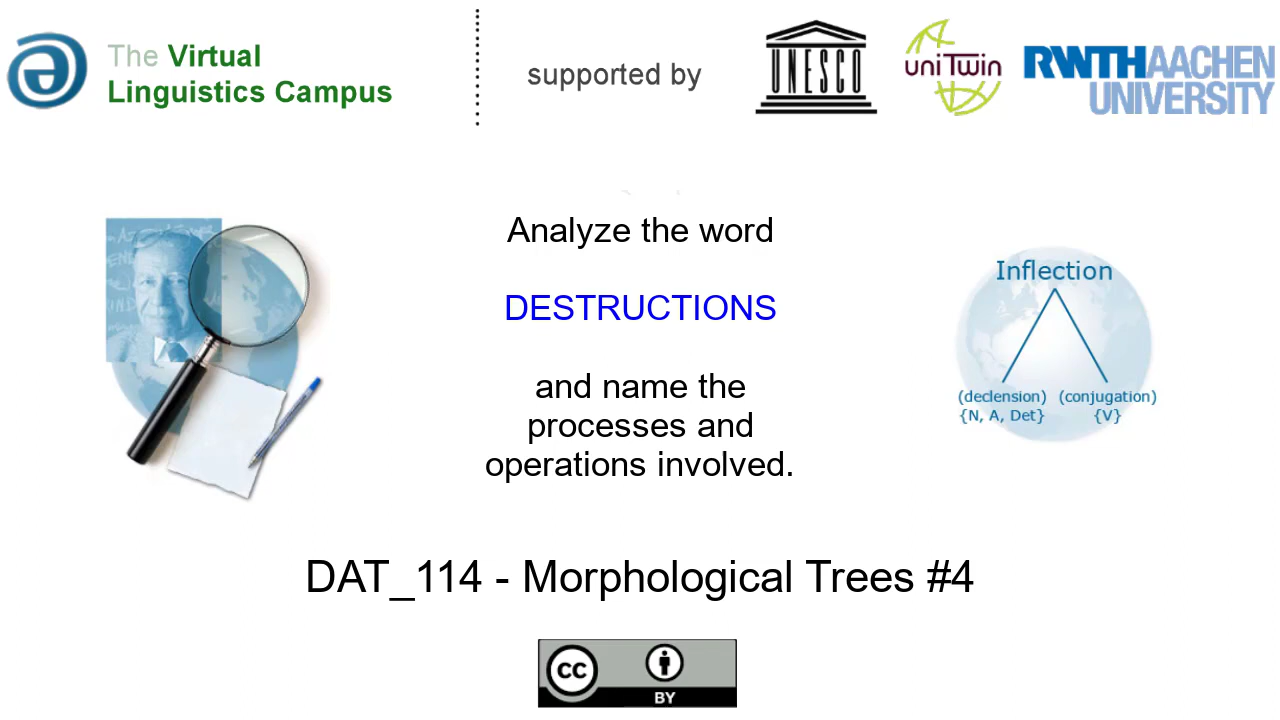 The Virtual
Linguistics Campus
supported by
UNESCO
uniTwin
RWTHAACHEN
UNIVERSITY
Analyze the word
DESTRUCTIONS
and name the
processes and
operations involved.
Inflection
(declension) (conjugation)
{N, A, Det} {V}
DAT_114 - Morphological Trees #4
cc
BY